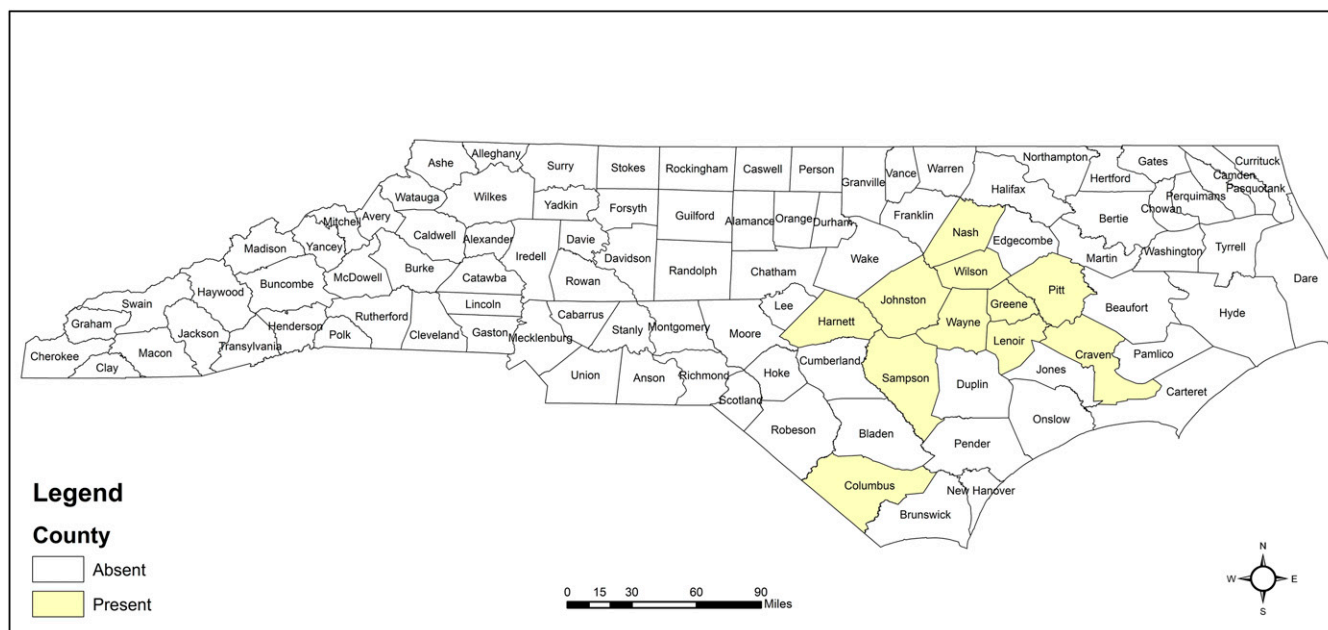 Alleghany
Ashe
Surry
Stokes
Rockingham
Caswell
Person
Granville
Vance
Warren
Northampton
Halifax
Gates
Hertford
Currituck
Camden
Pasquotank
Perquimans
Chowan
Bertie
Watauga
Wilkes
Yadkin
Forsyth
Guilford
Alamance
Orange
Durham
Franklin
Nash
Edgecombe
Martin
Washington
Tyrrell
Dare
Mitchell
Avery
Caldwell
Alexander
Iredell
Davie
Davidson
Randolph
Chatham
Wake
Wilson
Pitt
Beaufort
Hyde
Madison
Yancey
McDowell
Burke
Catawba
Rowan
Lee
Johnston
Greene
Swain
Haywood
Buncombe
Rutherford
Lincoln
Cabarrus
Stanly
Montgomery
Moore
Harnett
Wayne
Lenoir
Craven
Pamlico
Graham
Jackson
Henderson
Polk
Cleveland
Gaston
Mecklenburg
Cherokee
Clay
Macon
Transylvania
Union
Anson
Richmond
Scotland
Hoke
Cumberland
Sampson
Duplin
Jones
Carteret
Robeson
Bladen
Pender
Onslow
Columbus
Brunswick
New Hanover
Legend
County
Absent
Present
0 15 30 60 90
Miles
N
W E
S